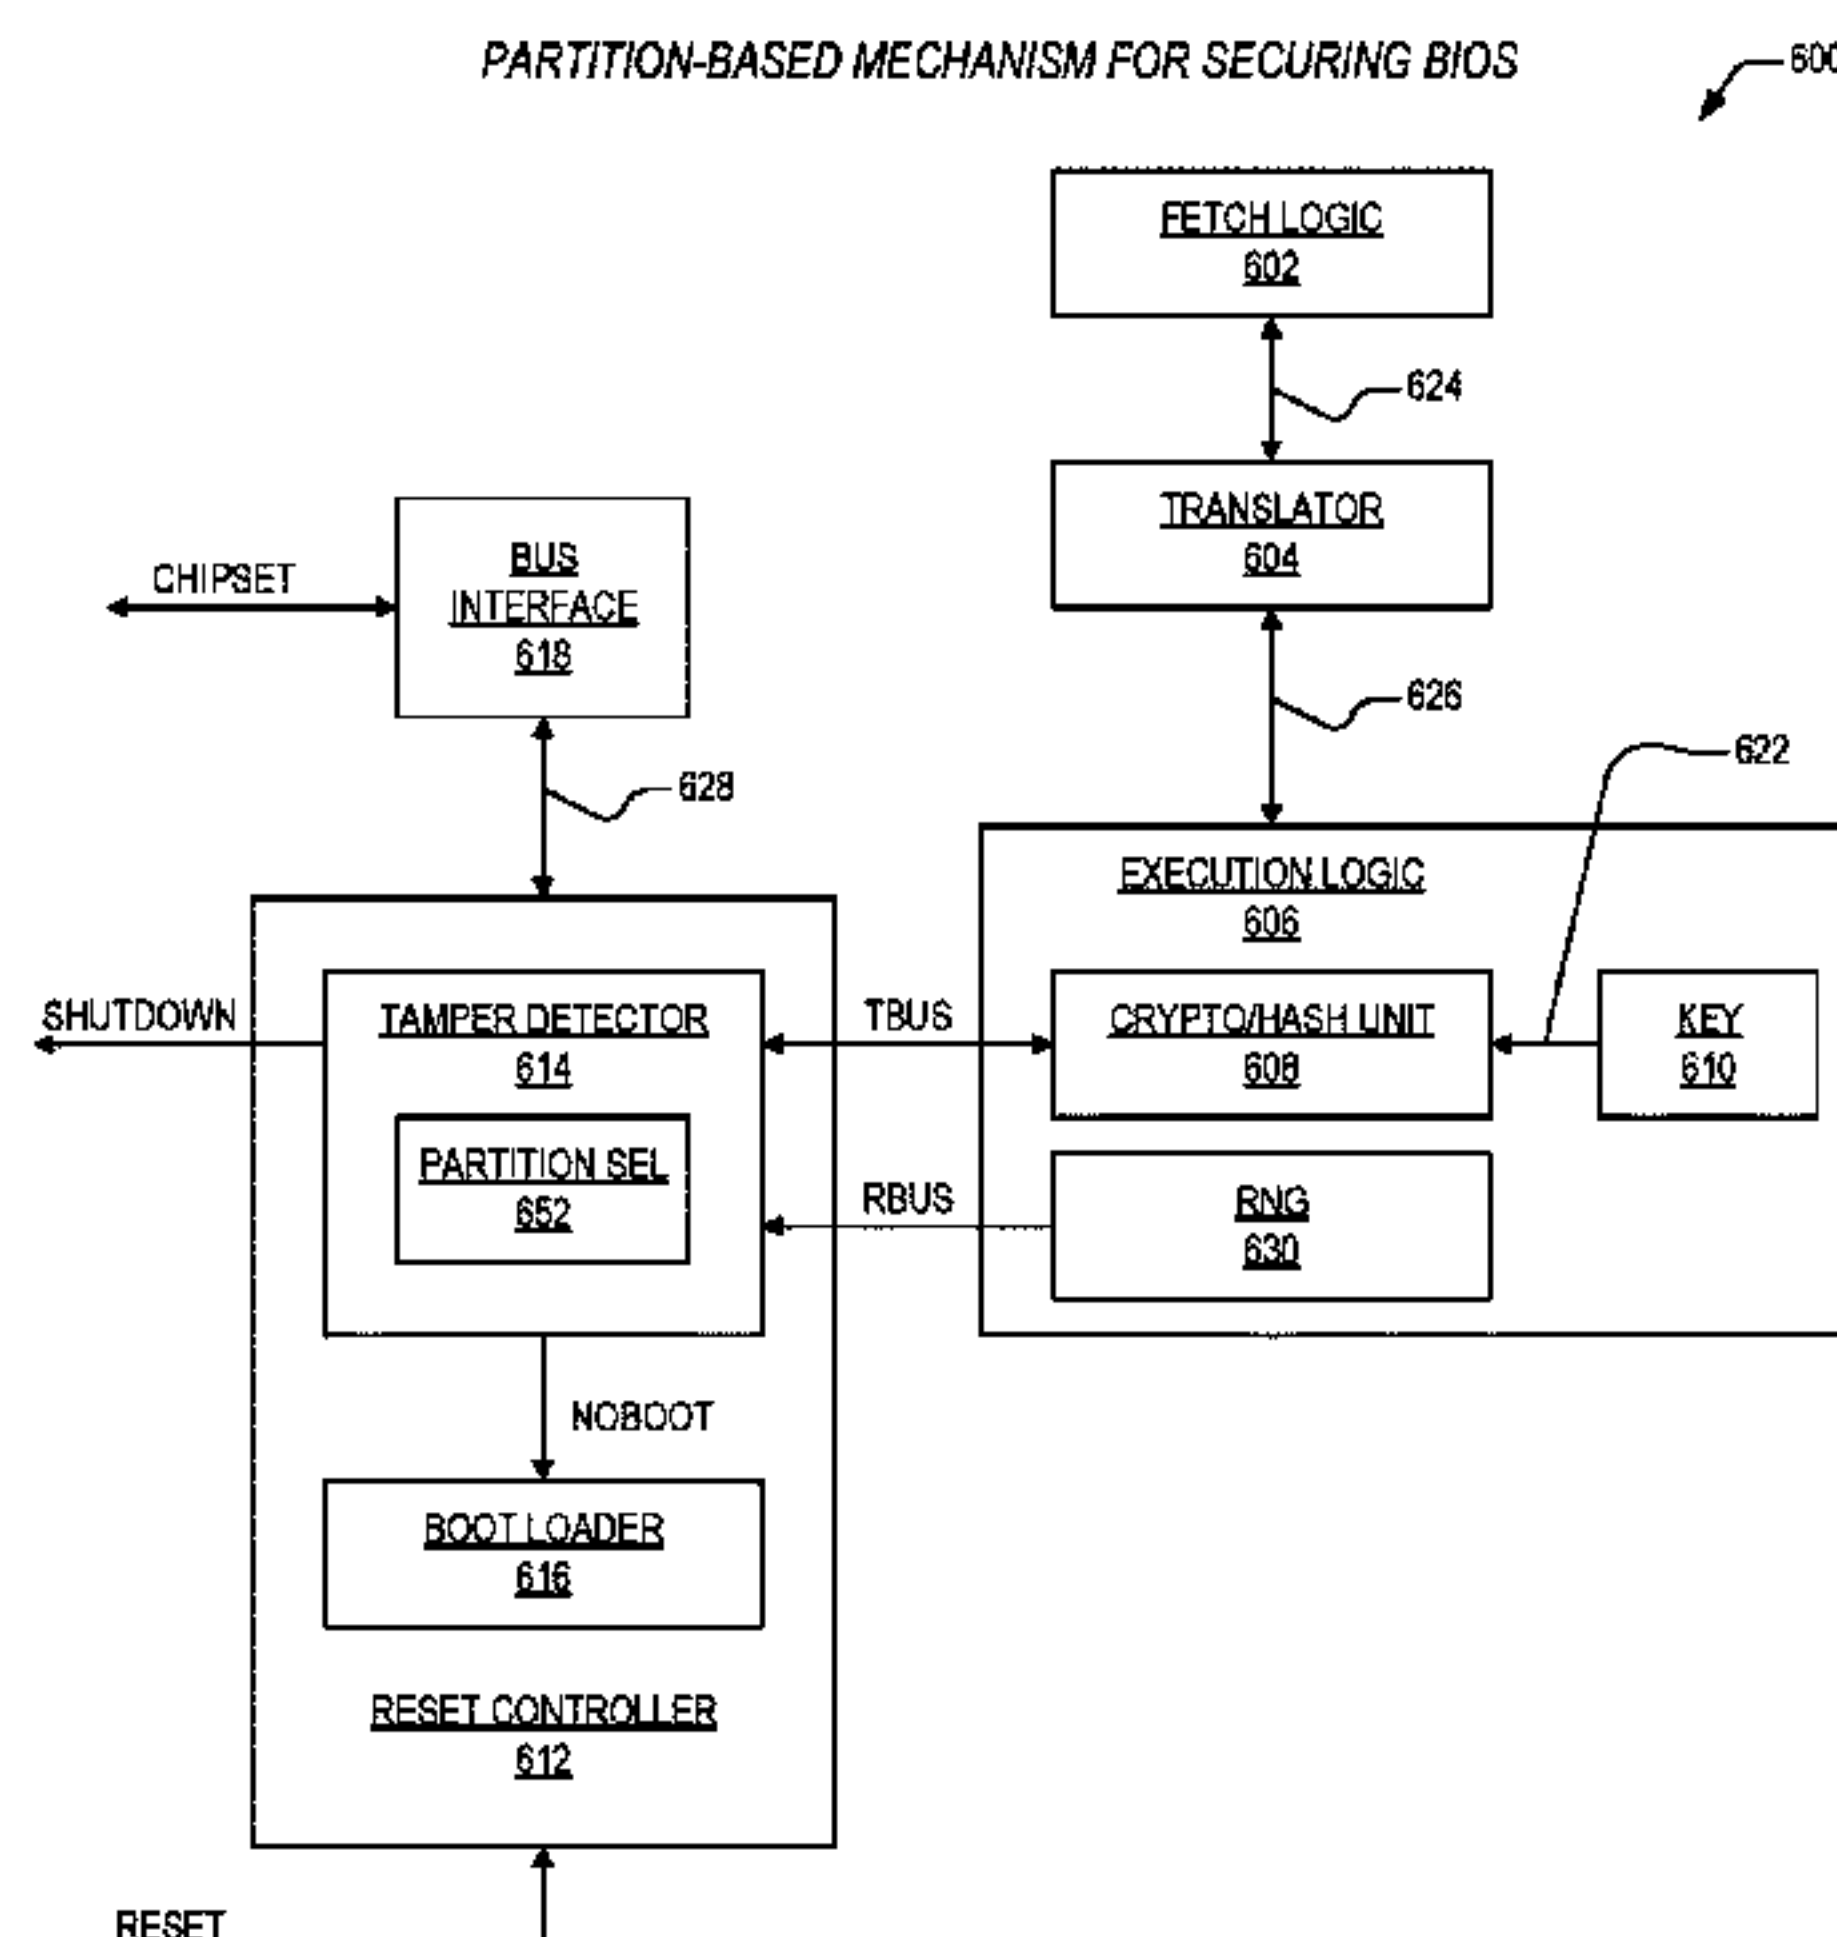 PARTITION-BASED MECHANISM FOR SECURING BIOS
600
FETCH LOGIC
602
624
TRANSLATOR
604
BUS
INTERFACE
618
CHIPSET
626
622
628
EXECUTION LOGIC
606
SHUTDOWN
TAMPER DETECTOR
614
TBUS
CRYPTO/HASH UNIT
608
KEY
610
PARTITION SEL
652
RBUS
RNG
630
NOBOOT
BOOT LOADER
616
RESET CONTROLLER
612
RESET